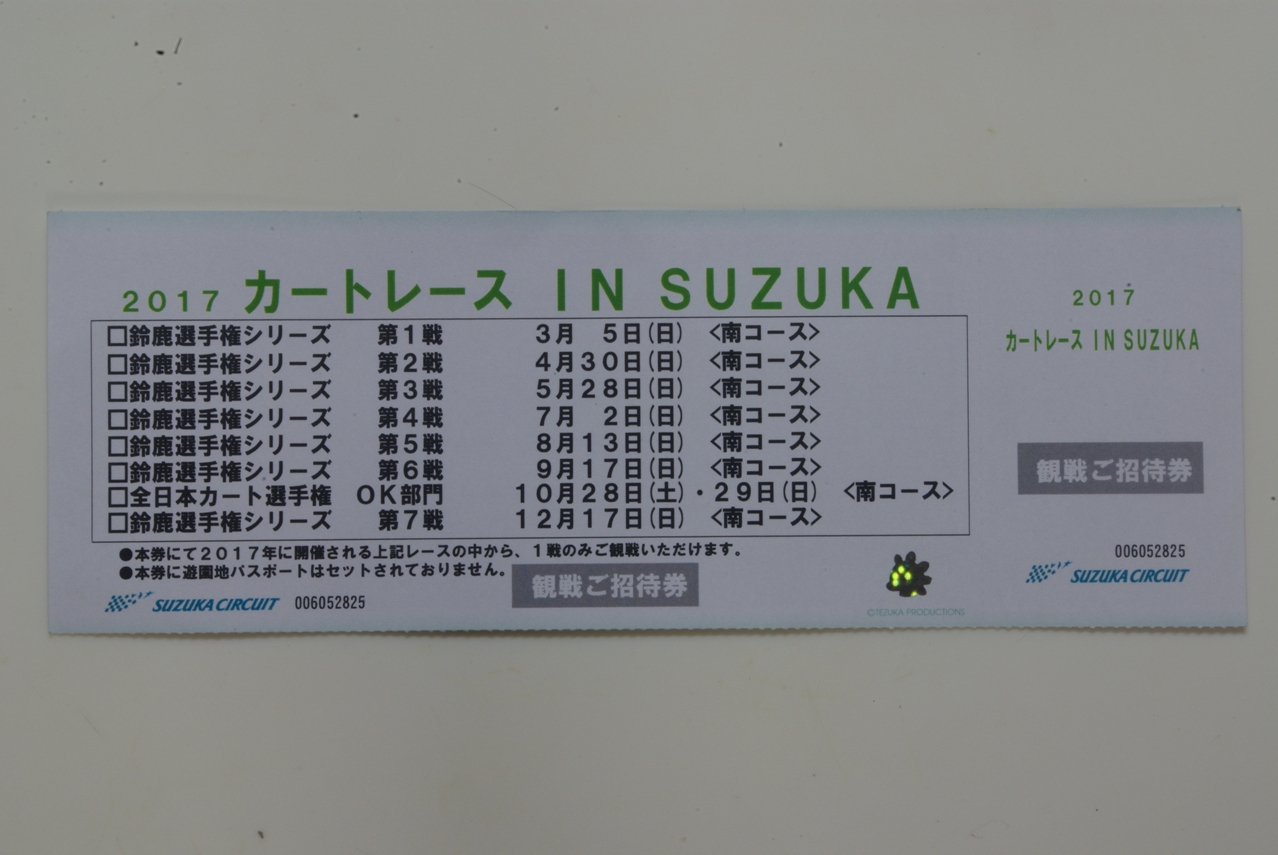 2017 カートレース IN SUZUKA
□鈴鹿選手権シリーズ 第1戦 3月 5日(日) <南コース>
□鈴鹿選手権シリーズ 第2戦 4月30日(日) <南コース>
□鈴鹿選手権シリーズ 第3戦 5月28日(日) <南コース>
□鈴鹿選手権シリーズ 第4戦 7月 2日(日) <南コース>
□鈴鹿選手権シリーズ 第5戦 8月13日(日) <南コース>
□鈴鹿選手権シリーズ 第6戦 9月17日(日) <南コース>
□全日本カート選手権 OK部門 10月28日(土)・29日(日) <南コース>
□鈴鹿選手権シリーズ 第7戦 12月17日(日) <南コース>
●本券にて2017年に開催される上記レースの中から、1戦のみご観戦いただけます。
●本券に遊園地パスポートはセットされておりません。
観戦ご招待券
SUZUKA CIRCUIT 006052825
©TEZUKA PRODUCTIONS
2017
カートレース IN SUZUKA
観戦ご招待券
006052825
SUZUKA CIRCUIT